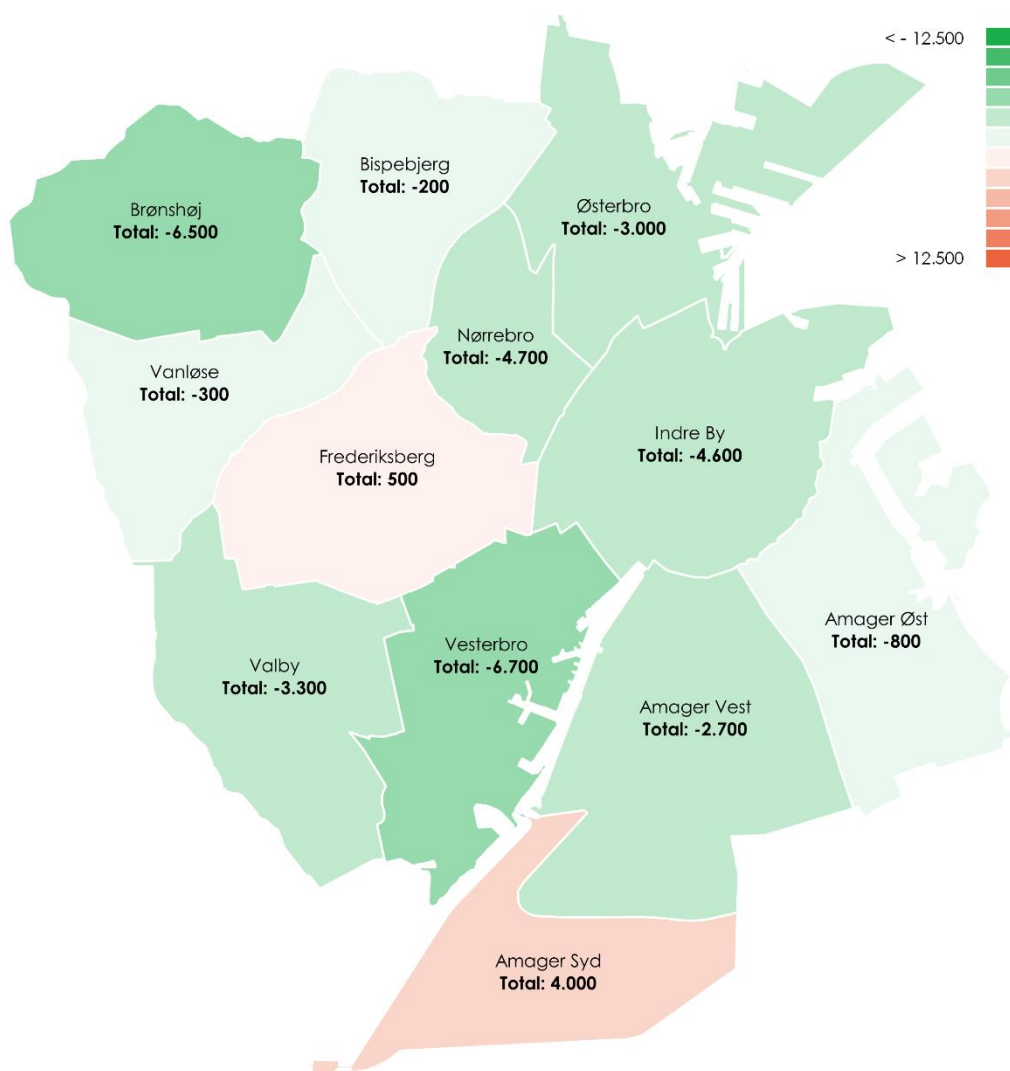 < - 12.500
> 12.500
Bispebjerg
Total: -200
Brønshøj
Total: -6.500
Østerbro
Total: -3.000
Nørrebro
Total: -4.700
Vanløse
Total: -300
Frederiksberg
Total: 500
Indre By
Total: -4.600
Amager Øst
Total: -800
Valby
Total: -3.300
Vesterbro
Total: -6.700
Amager Vest
Total: -2.700
Amager Syd
Total: 4.000